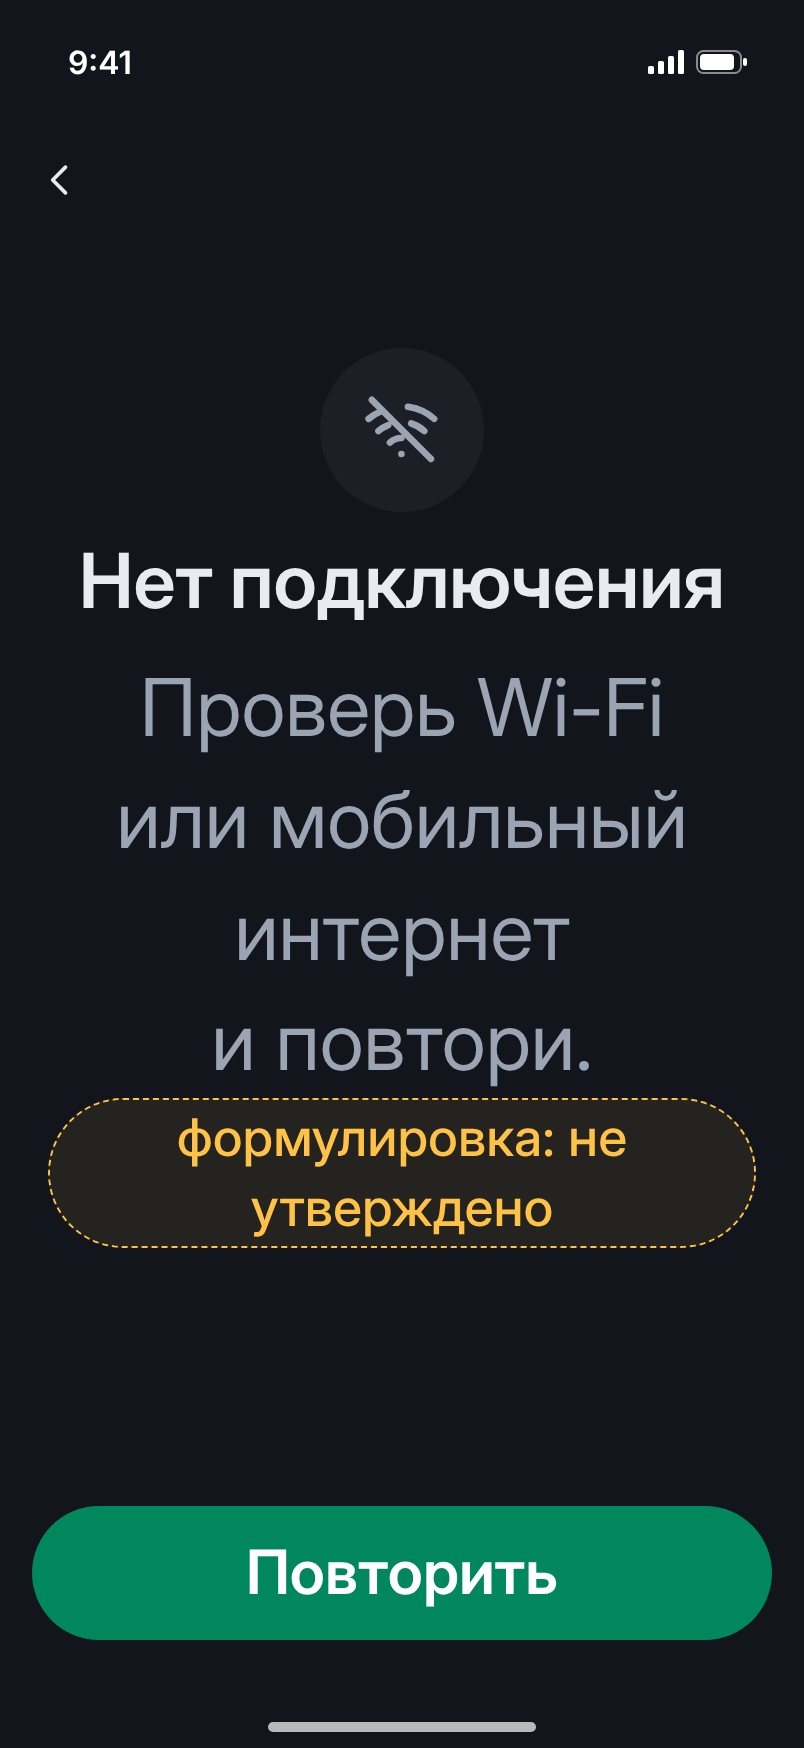 9:41
Нет подключения
Проверь Wi-Fi
или мобильный
интернет
и повтори.
формулировка: не
утверждено
Повторить